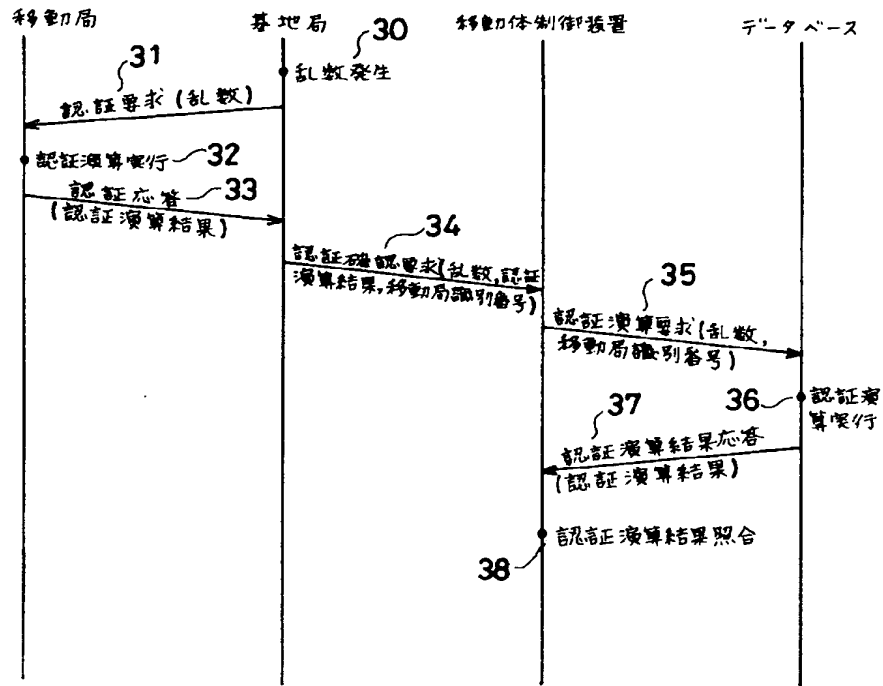 移動局
基地局
移動体制御装置
データベース
30
乱数発生
31
認証要求(乱数)
認証演算実行
32
認証応答
33
(認証演算結果)
34
認証確認要求(乱数,認証
演算結果,移動局識別番号)
35
認証演算要求(乱数,
移動局識別番号)
36
認証演
算実行
37
認証演算結果応答
(認証演算結果)
38
認証演算結果照合